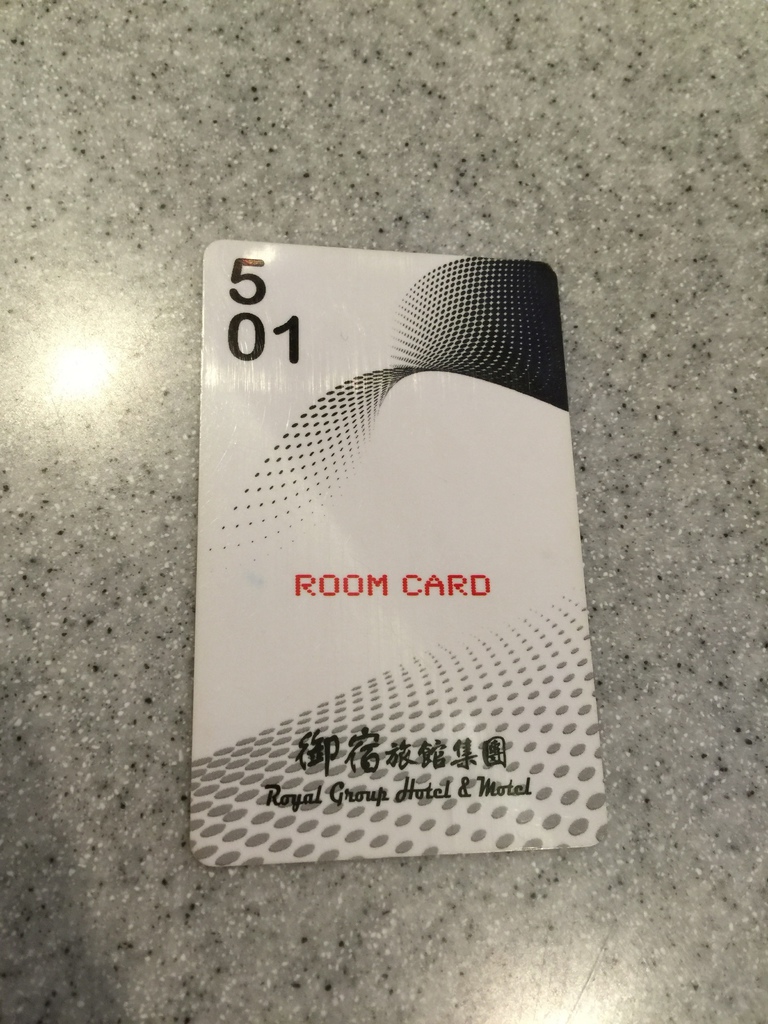 5
01
ROOM CARD
御宿旅館集團
Royal Group Hotel & Motel